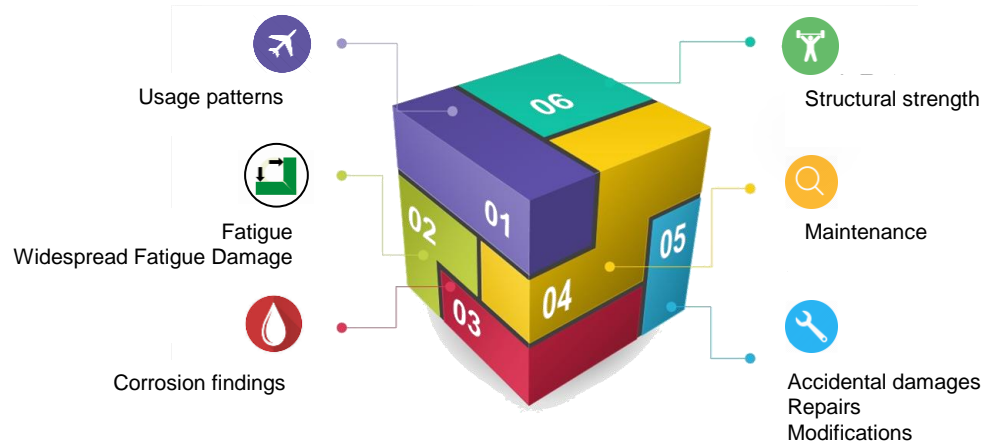 Usage patterns
Fatigue
Widespread Fatigue Damage
Corrosion findings
01
02
03
04
05
06
Structural strength
Maintenance
Accidental damages
Repairs
Modifications